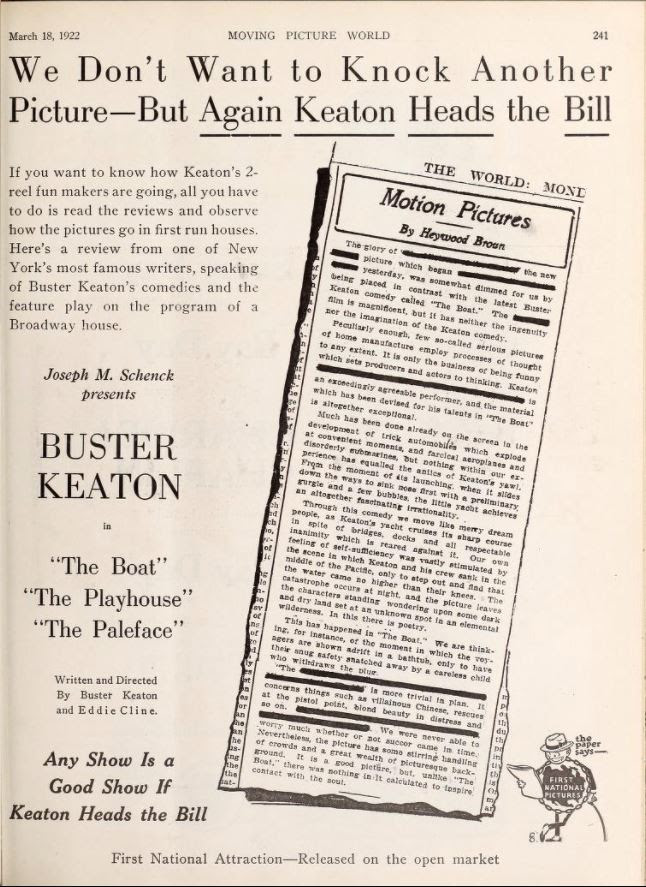 March 18, 1922
MOVING PICTURE WORLD
241
We Don't Want to Knock Another
Picture—But Again Keaton Heads the Bill
If you want to know how Keaton's 2-
reel fun makers are going, all you have
to do is read the reviews and observe
how the pictures go in first run houses.
Here's a review from one of New
York's most famous writers, speaking
of Buster Keaton's comedies and the
feature play on the program of a
Broadway house.
Joseph M. Schenck
presents
BUSTER
KEATON
in
"The Boat"
"The Playhouse"
"The Paleface"
Written and Directed
By Buster Keaton
and Eddie Cline.
Any Show Is a
Good Show If
Keaton Heads the Bill
THE WORLD: MOND
Motion Pictures
By Heywood Broun
The glory of the new
picture which began
yesterday, was somewhat dimmed for us by
being placed in contrast with the latest Buster
Keaton comedy called "The Boat." The
film is magnificent, but it has neither the ingenuity
nor the imagination of the Keaton comedy.
Peculiarly enough, few so-called serious pictures
of home manufacture employ processes of thought
to any extent. It is only the business of being funny
which sets producers and actors to thinking. Keaton
is
an exceedingly agreeable performer, and the material
which has been devised for his talents in "The Boat"
is altogether exceptional.
Much has been done already on the screen in the
development of trick automobiles which explode
at convenient moments, and farcical aeroplanes and
disorderly submarines, but nothing within our ex-
perience has equalled the antics of Keaton's yawl.
From the moment of its launching, when it slides
down the ways to sink nose first with a preliminary
gurgle and a few bubbles, the little yacht achieves
an altogether fascinating irrationality.
Through this comedy we move like merry dream
people, as Keaton's yacht cruises its sharp course
in spite of bridges, docks and all respectable
inanimity which is reared against it. Our own
feeling of self-sufficiency was vastly stimulated by
the scene in which Keaton and his crew sank in the
middle of the Pacific, only to step out and find that
the water came no higher than their knees. The
catastrophe occurs at night, and the picture leaves
the characters standing wondering upon some dark
and dry land set at an unknown spot in an elemental
wilderness. In this there is poetry.
This has happened in "The Boat." We are think-
ing, for instance, of the moment in which the voy-
agers are shown adrift in a bathtub, only to have
their snug safety snatched away by a careless child
who withdraws the plug.
"The is more trivial in plan. It
concerns things such as villainous Chinese, rescues
at the pistol point, blond beauty in distress and
so on. We were never able to
worry much whether or not succor came in time.
Nevertheless, the picture has some stirring handling
of crowds and a great wealth of picturesque back-
ground. It is a good picture, but, unlike "The
Boat," there was nothing in it calculated to inspire
contact with the soul.
the
paper
says—
FIRST
NATIONAL
PICTURES
First National Attraction—Released on the open market